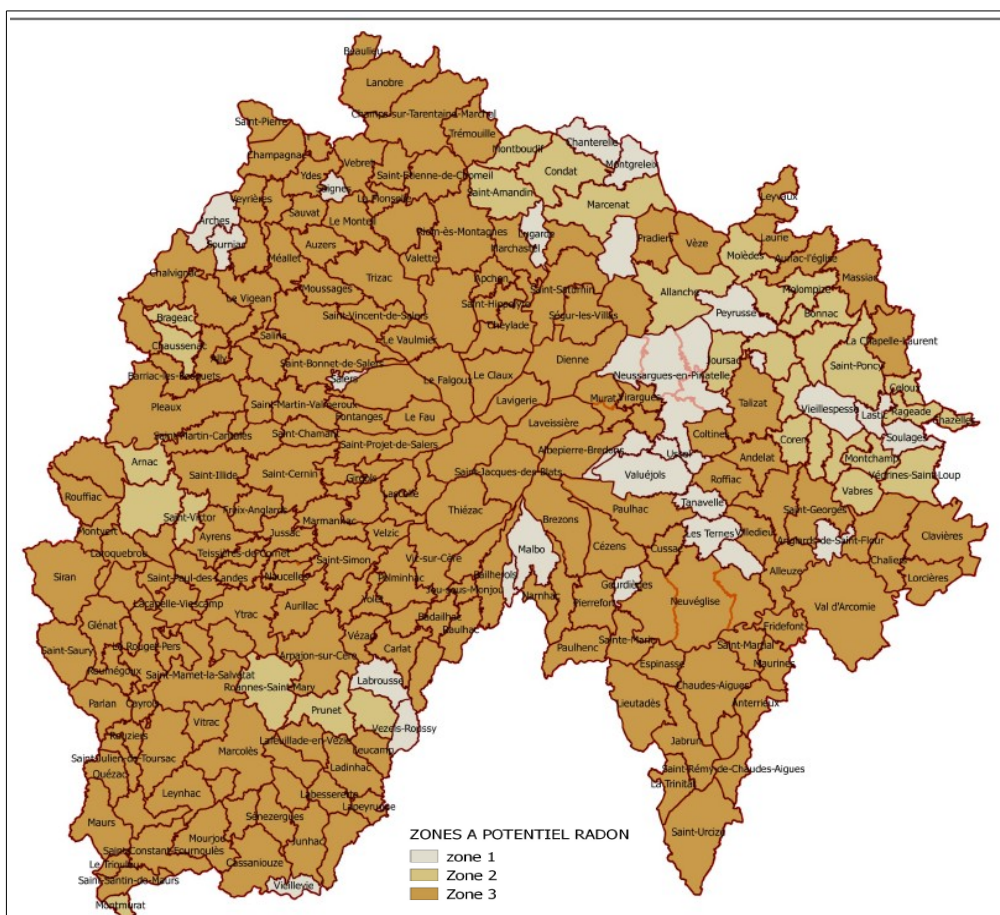 Beaulieu
Lanobre
Champs-sur-Tarentaine-Marchal
Saint-Pierre
Trémouille
Chanterelle
Montboudif
Montgreleix
Champagnac
Vebret
Condat
Ydes
Saint-Etienne-de-Chomeil
Saignes
Saint-Amandin
Leyvaux
Veyrières
Marcenat
Sauvat
Le Monteil
Arches
Riom-ès-Montagnes
Lugarde
Pradiers
Vèze
Laurie
Auzers
Marchastel
Molèdes
Auriac-l'église
Méallet
Valette
Chalvignac
Trizac
Apchon
Massiac
Moussages
Saint-Saturnin
Allanche
Molompize
Le Vigean
Saint-Hippolyte
Peyrusse
Bonnac
Brageac
Saint-Vincent-de-Salers
Ségur-les-Villas
Cheylade
Chaussenac
Salins
Le Vaulmier
La Chapelle-Laurent
Ally
Saint-Bonnet-de-Salers
Dienne
Joursac
Saint-Poncy
Barriac-les-Bosquets
Salers
Le Falgoux
Le Claux
Neussargues-en-Pinatelle
Celoux
Pleaux
Saint-Martin-Valmeroux
Lavigerie
Murat
Virargues
Talizat
Vieillespesse
Lastic
Rageade
Chazelles
Fontanges
Le Fau
Laveissière
Saint-Martin-Cantalès
Saint-Chamant
Coltines
Coren
Soulages
Saint-Projet-de-Salers
Albepierre-Bredons
Ussel
Andelat
Montchamp
Arnac
Saint-Illide
Saint-Cernin
Girgols
Saint-Jacques-des-Blats
Valuéjols
Roffiac
Védrines-Saint-Loup
Rouffiac
Lascelle
Vabres
Saint-Victor
Freix-Anglards
Thiézac
Paulhac
Tanavelle
Saint-Georges
Montvert
Ayrens
Jussac
Marmanhac
Velzic
Brezons
Les Ternes
Villedieu
Anglards-de-Saint-Flour
Clavières
Laroquebrou
Teissières-de-Cornet
Malbo
Cézens
Cussac
Saint-Simon
Vic-sur-Cère
Chaliers
Siran
Saint-Paul-des-Landes
Naucelles
Polminhac
Pailherols
Alleuze
Lorcières
Jou-sous-Monjou
Gourdièges
Lacapelle-Viescamp
Aurillac
Yolet
Narnhac
Pierrefort
Neuvéglise
Val d'Arcomie
Glénat
Ytrac
Badailhac
Raulhac
Fridefont
Vézac
Saint-Saury
Le Rouget-Pers
Carlat
Paulhenc
Sainte-Marie
Saint-Martial
Arpajon-sur-Cère
Roumégoux
Espinasse
Maurines
Saint-Mamet-la-Salvetat
Labrousse
Roannes-Saint-Mary
Chaudes-Aigues
Parlan
Cayrols
Prunet
Lieutadès
Anterrieux
Vitrac
Vezels-Roussy
Rouziers
Lafeuillade-en-Vézie
Jabrun
Marcolès
Leucamp
Saint-Julien-de-Toursac
Ladinhac
Saint-Rémy-de-Chaudes-Aigues
Quézac
La Trinitat
Leynhac
Labesserette
Lapeyrugue
Sénezergues
Maurs
Saint-Urcize
Mourjou
Junhac
Saint-Constant-Fournoulès
Le Trioulou
Cassaniouze
Saint-Santin-de-Maurs
Vieillevie
Montmurat
ZONES A POTENTIEL RADON
zone 1
Zone 2
Zone 3